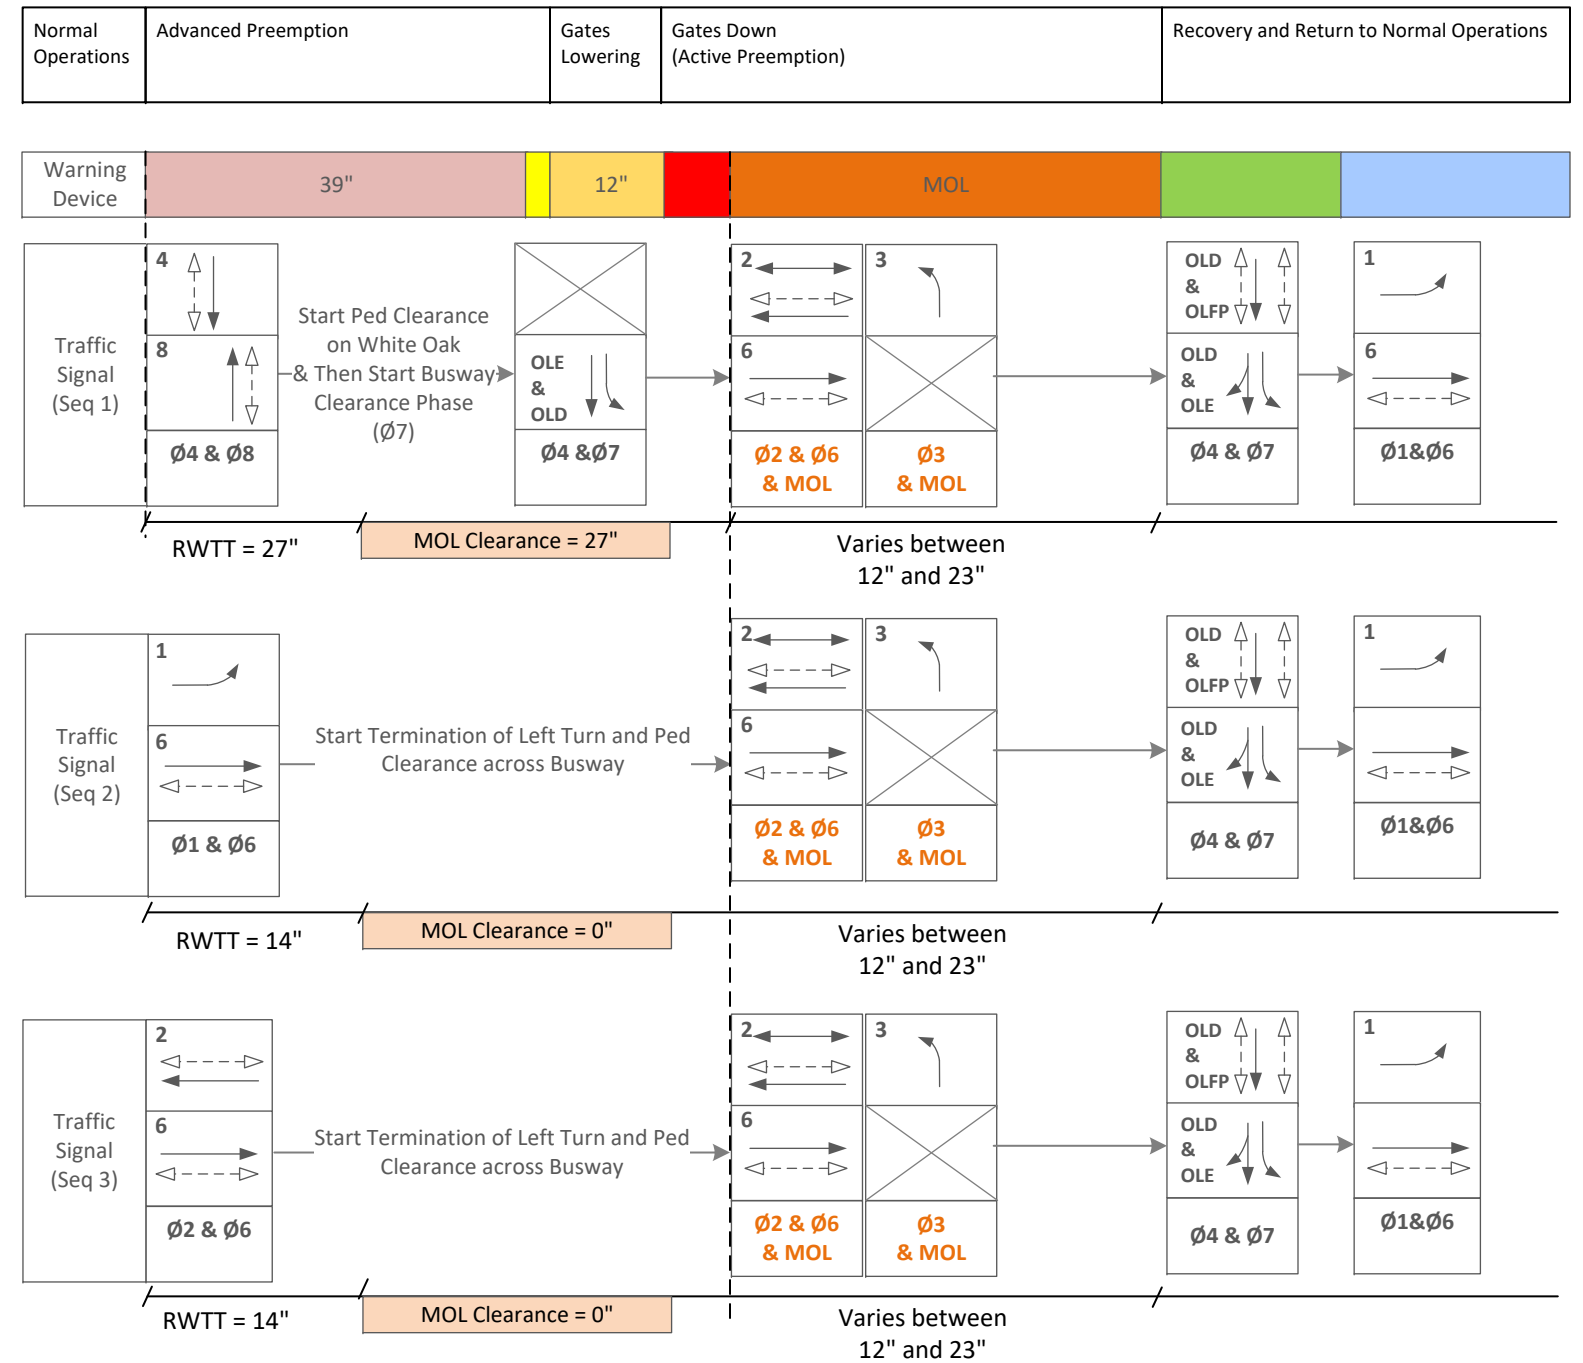 Normal
Operations
Advanced Preemption
Gates
Lowering
Gates Down
(Active Preemption)
Recovery and Return to Normal Operations
Warning
Device
39"
12"
MOL
Traffic
Signal
(Seq 1)
4
8
Ø4 & Ø8
Start Ped Clearance
on White Oak
& Then Start Busway
Clearance Phase
(Ø7)
OLE
&
OLD
Ø4 &Ø7
2
6
Ø2 & Ø6
& MOL
3
Ø3
& MOL
OLD
&
OLFP
OLD
&
OLE
Ø4 & Ø7
1
6
Ø1&Ø6
RWTT = 27"
MOL Clearance = 27"
Varies between
12" and 23"
Traffic
Signal
(Seq 2)
1
6
Ø1 & Ø6
Start Termination of Left Turn and Ped
Clearance across Busway
2
6
Ø2 & Ø6
& MOL
3
Ø3
& MOL
OLD
&
OLFP
OLD
&
OLE
Ø4 & Ø7
1
Ø1&Ø6
RWTT = 14"
MOL Clearance = 0"
Varies between
12" and 23"
Traffic
Signal
(Seq 3)
2
6
Ø2 & Ø6
Start Termination of Left Turn and Ped
Clearance across Busway
2
6
Ø2 & Ø6
& MOL
3
Ø3
& MOL
OLD
&
OLFP
OLD
&
OLE
Ø4 & Ø7
1
Ø1&Ø6
RWTT = 14"
MOL Clearance = 0"
Varies between
12" and 23"